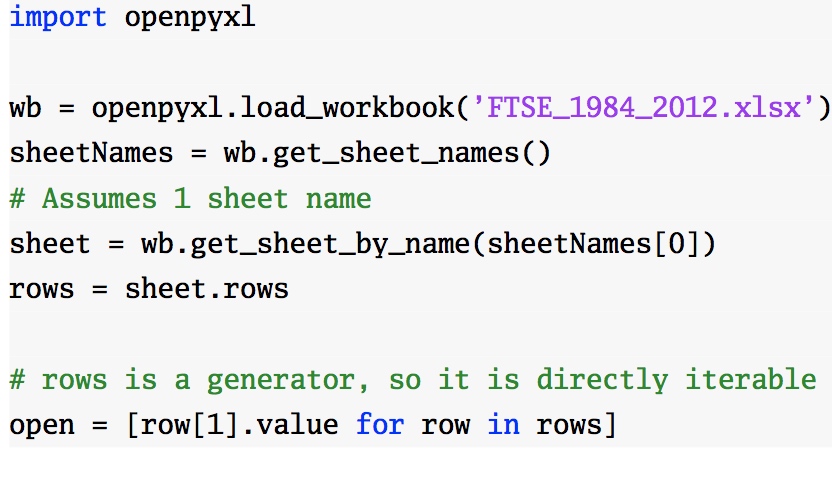 import openpyxl
wb = openpyxl.load_workbook('FTSE_1984_2012.xlsx')
sheetNames = wb.get_sheet_names()
# Assumes 1 sheet name
sheet = wb.get_sheet_by_name(sheetNames[0])
rows = sheet.rows
# rows is a generator, so it is directly iterable
open = [row[1].value for row in rows]